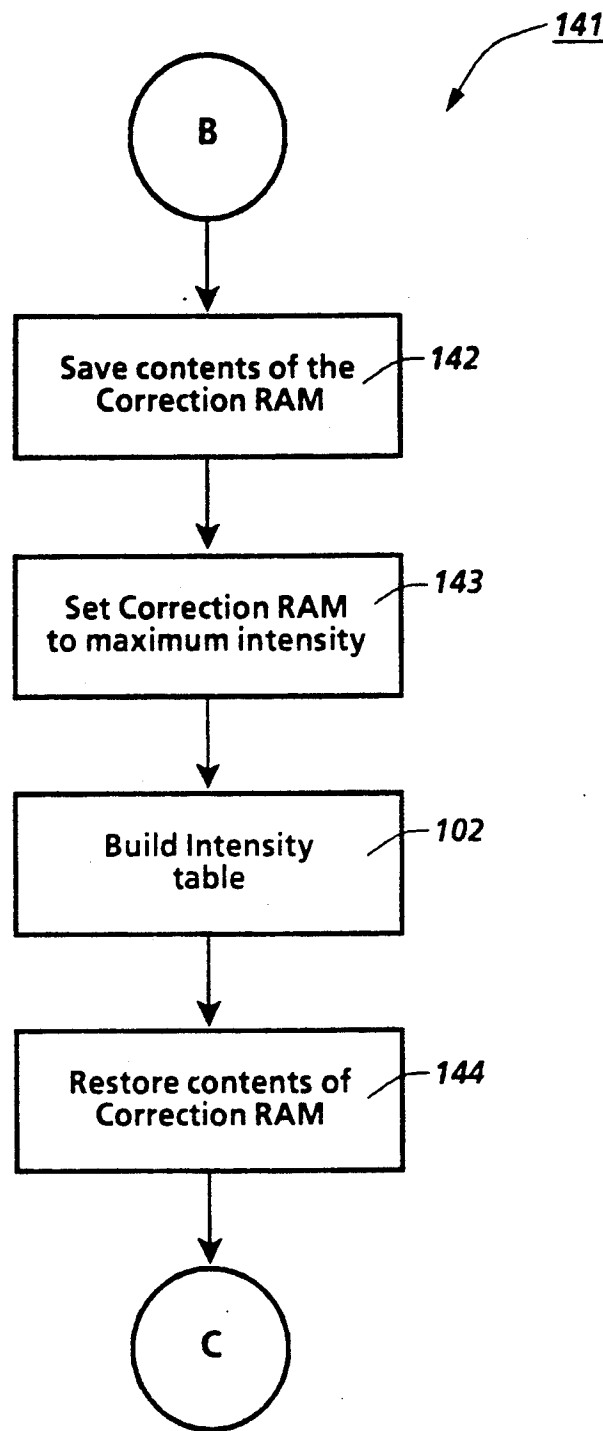 141
B
Save contents of the
Correction RAM
142
Set Correction RAM
to maximum intensity
143
Build Intensity
table
102
Restore contents of
Correction RAM
144
C